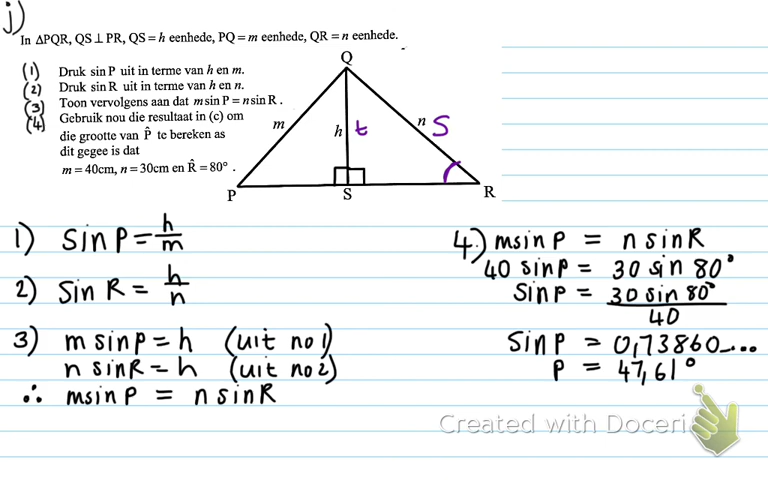 j)
In ΔPQR, QS ⊥ PR, QS = h eenhede, PQ = m eenhede, QR = n eenhede.
(1) Druk sin P uit in terme van h en m.
(2) Druk sin R uit in terme van h en n.
(3) Toon vervolgens aan dat m sin P = n sin R .
(4) Gebruik nou die resultaat in (c) om
die grootte van P̂ te bereken as
dit gegee is dat
m = 40cm, n = 30cm en R̂ = 80° .
Q
m
h t
n S
P
S
R
1) sin P = h/m
2) sin R = h/n
3) m sin P = h (uit no 1)
n sin R = h (uit no 2)
∴ m sin P = n sin R
4.) m sin P = n sin R
40 sin P = 30 sin 80°
sin P = 30 sin 80°
40
sin P = 0,73860...
P = 47,61°
Created with Doceri